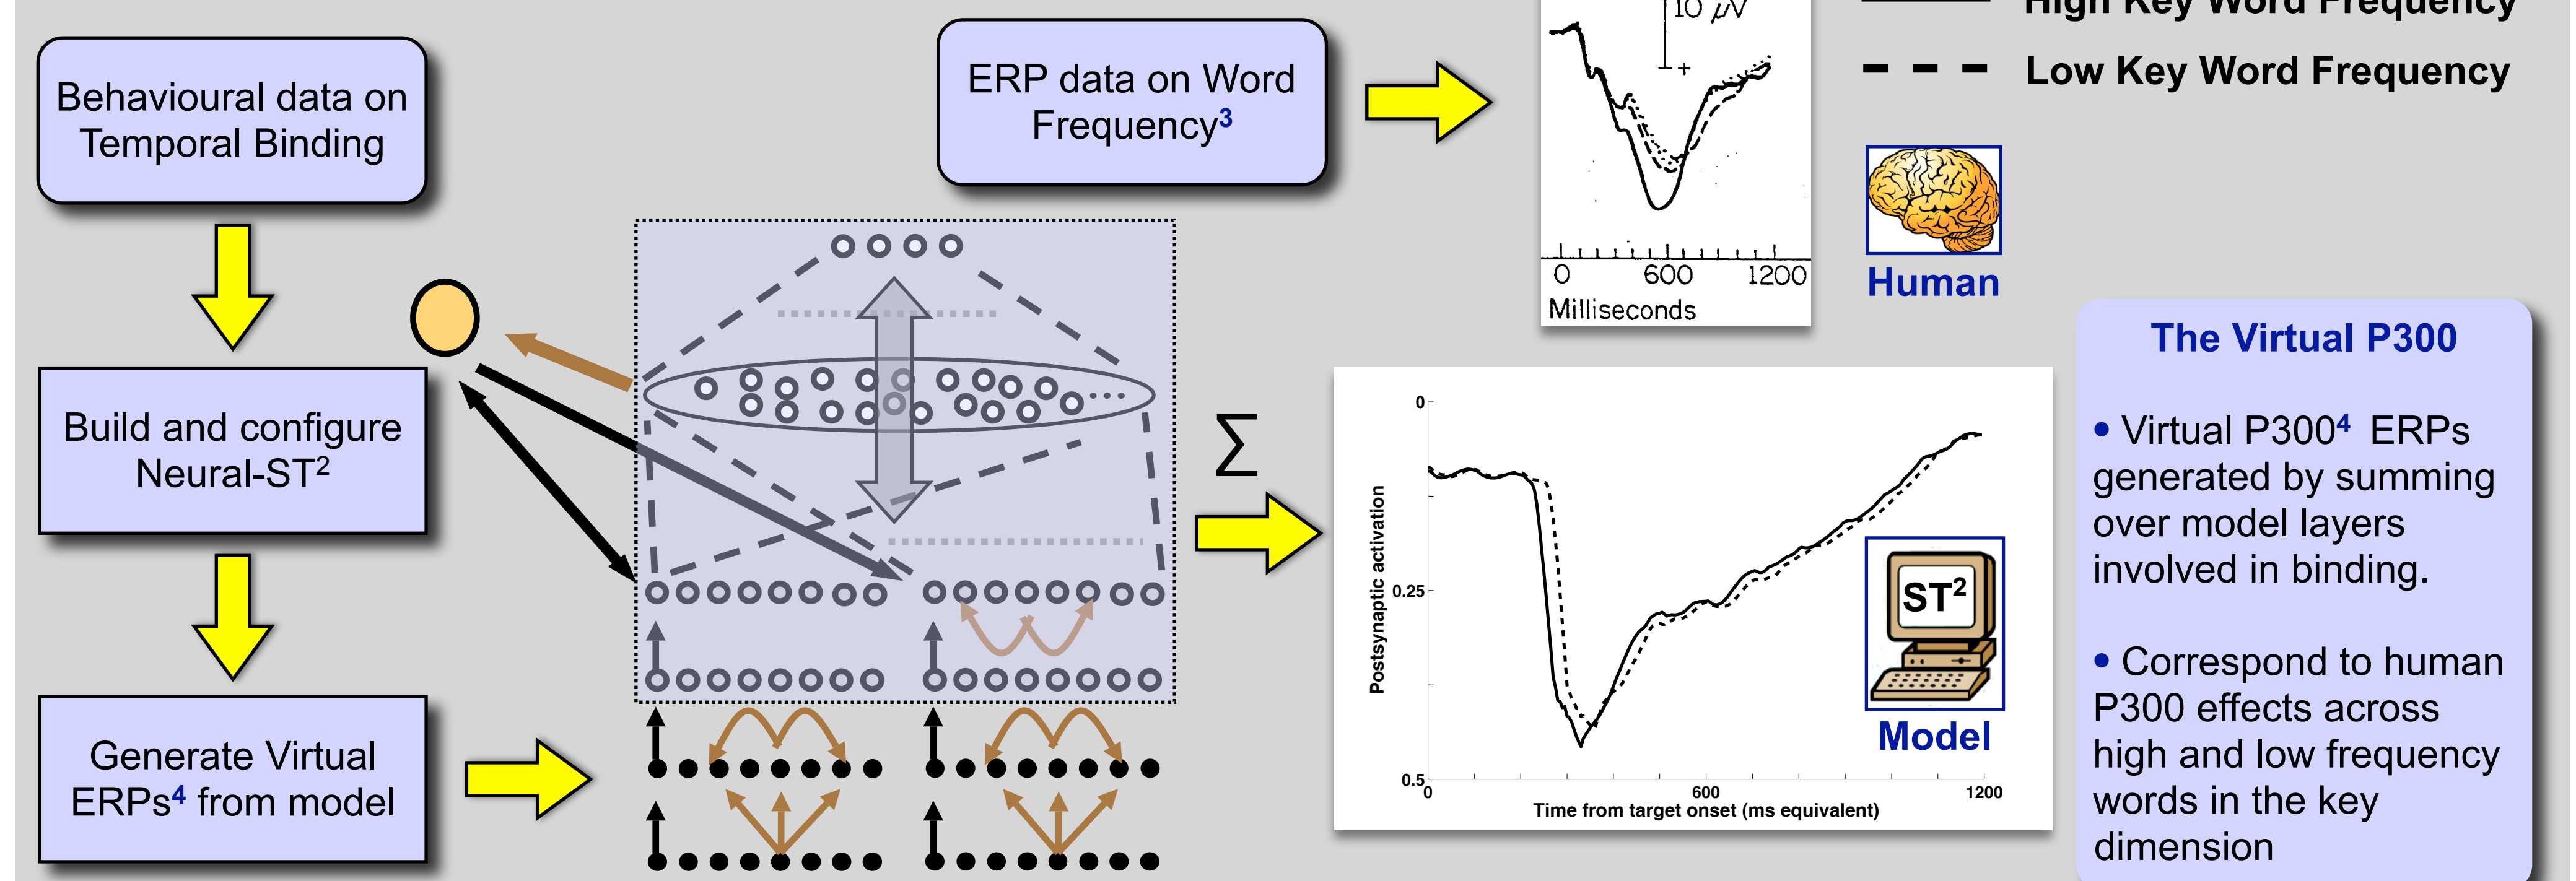 High Key Word Frequency
Low Key Word Frequency
Behavioural data on
Temporal Binding
Build and configure
Neural-ST²
Generate Virtual
ERPs⁴ from model
ERP data on Word
Frequency³
10 μV
+
0 600 1200
Milliseconds
Human
Σ
Postsynaptic activation
0
0.25
0.5
0 600 1200
Time from target onset (ms equivalent)
ST²
Model
The Virtual P300
• Virtual P300⁴ ERPs
generated by summing
over model layers
involved in binding.
• Correspond to human
P300 effects across
high and low frequency
words in the key
dimension